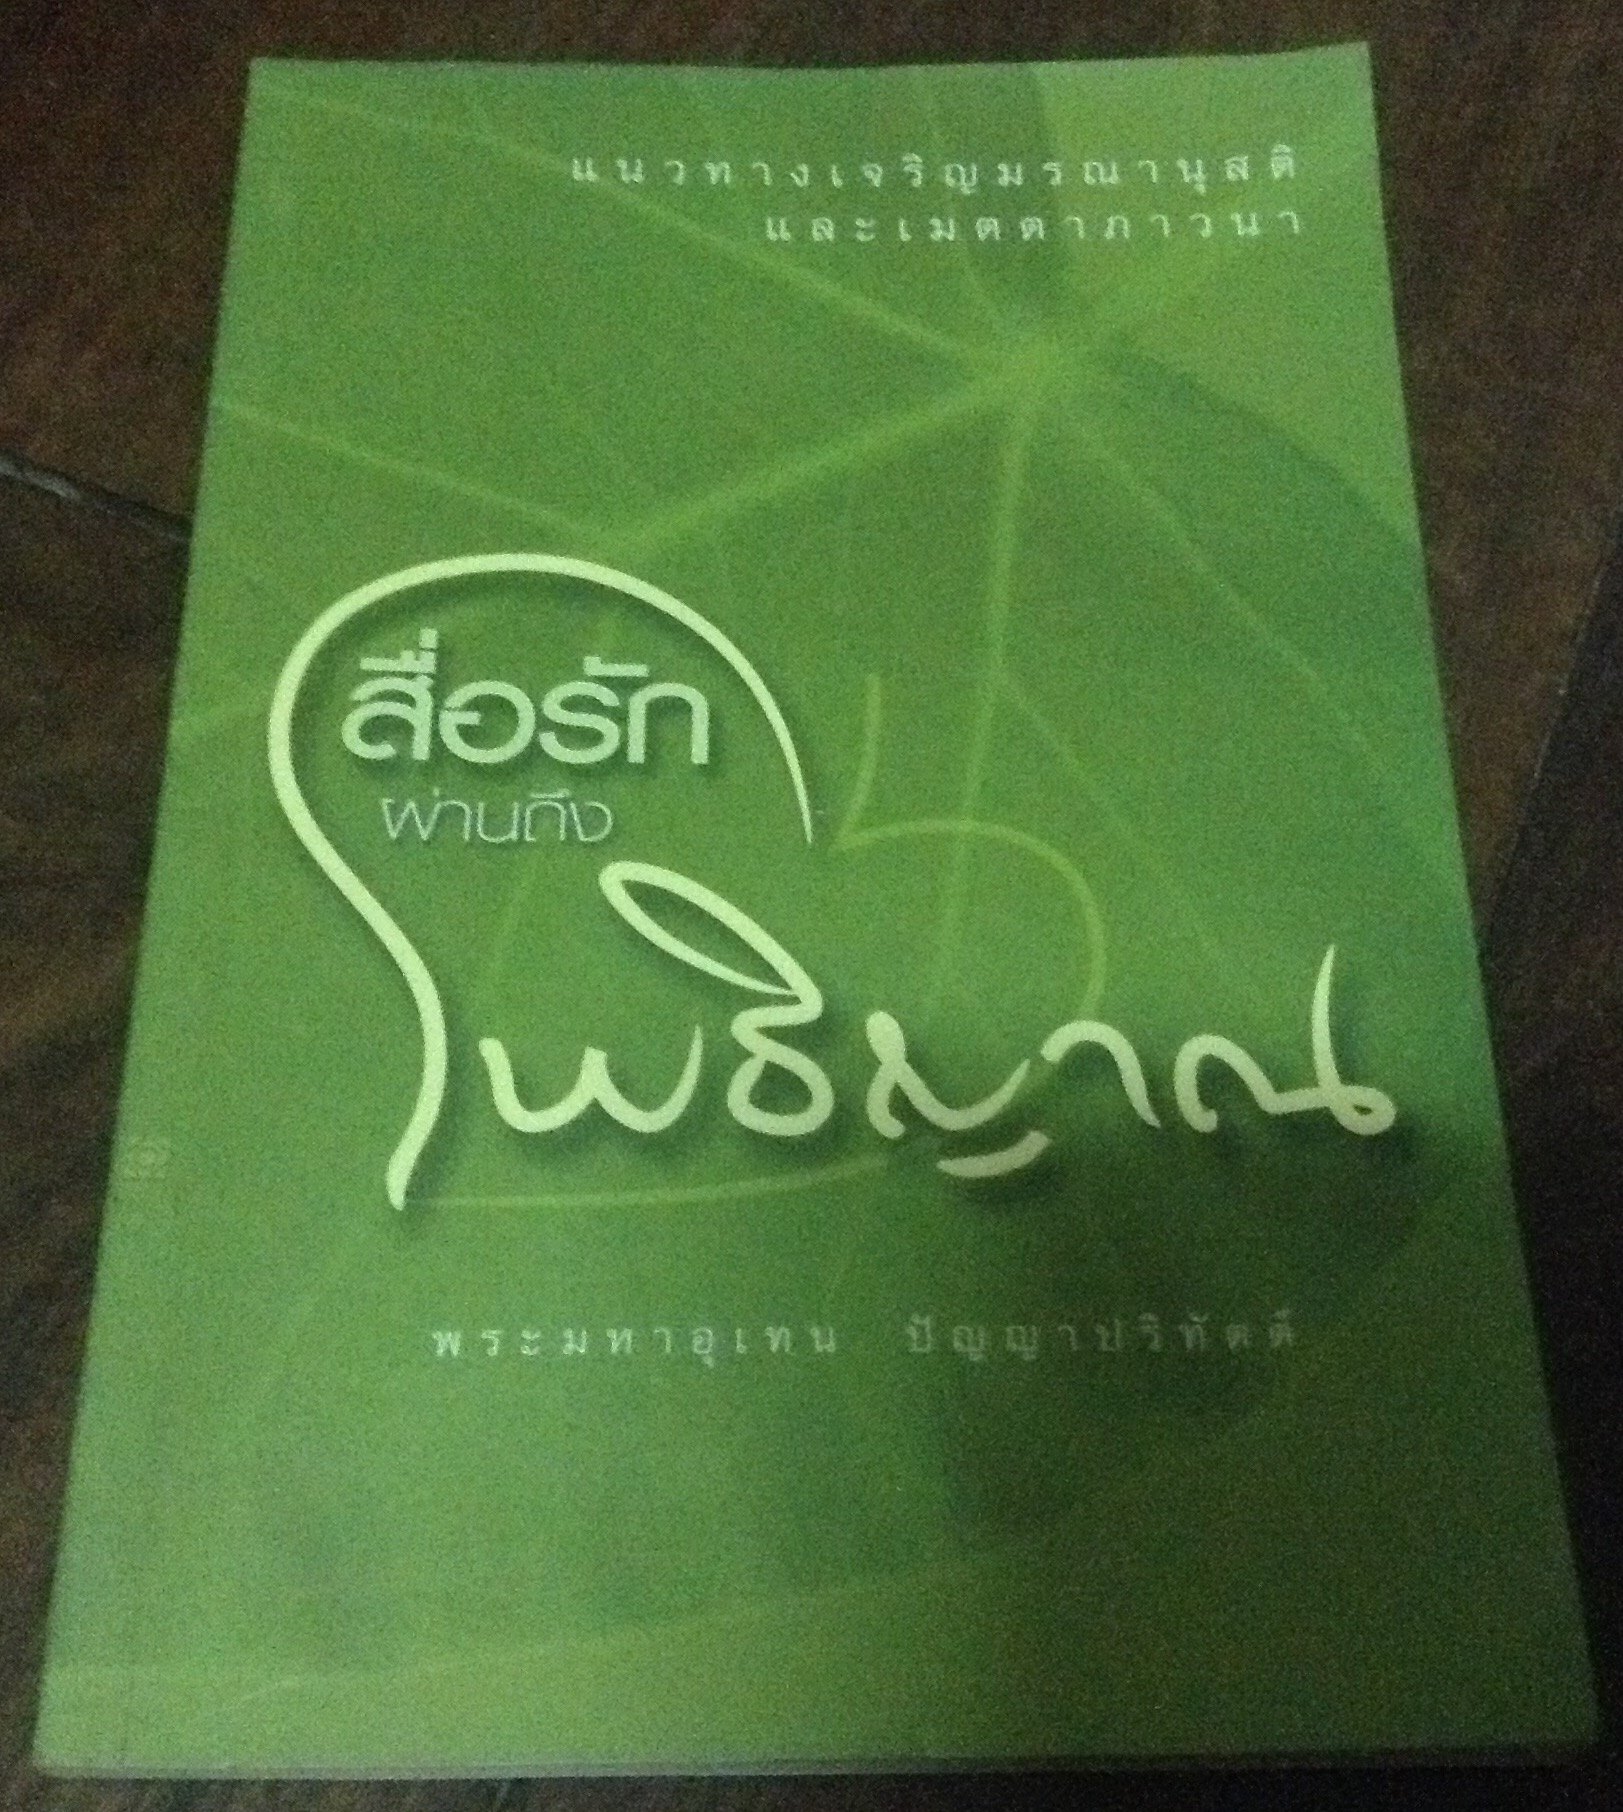 แนวทางเจริญมรณานุสติ
และเมตตาภาวนา
สื่อรัก
ผ่านถึง
โพธิญาณ
พระมหาอุเทน ปัญญาปริทัตต์